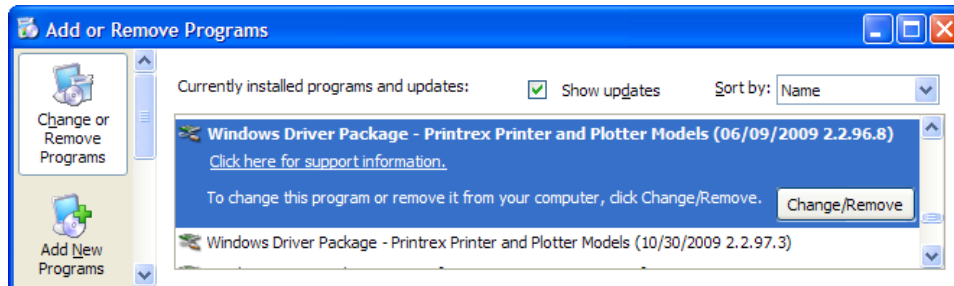 Add or Remove Programs
Change or
Remove
Programs
Currently installed programs and updates:
Show updates
Sort by: Name
Windows Driver Package - Printrex Printer and Plotter Models (06/09/2009 2.2.96.8)
Click here for support information.
To change this program or remove it from your computer, click Change/Remove.
Change/Remove
Windows Driver Package - Printrex Printer and Plotter Models (10/30/2009 2.2.97.3)
Add New
Programs